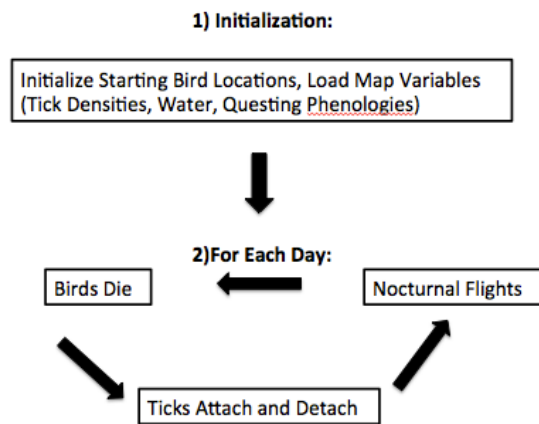 1) Initialization:
Initialize Starting Bird Locations, Load Map Variables
(Tick Densities, Water, Questing Phenologies)
2)For Each Day:
Birds Die
Nocturnal Flights
Ticks Attach and Detach